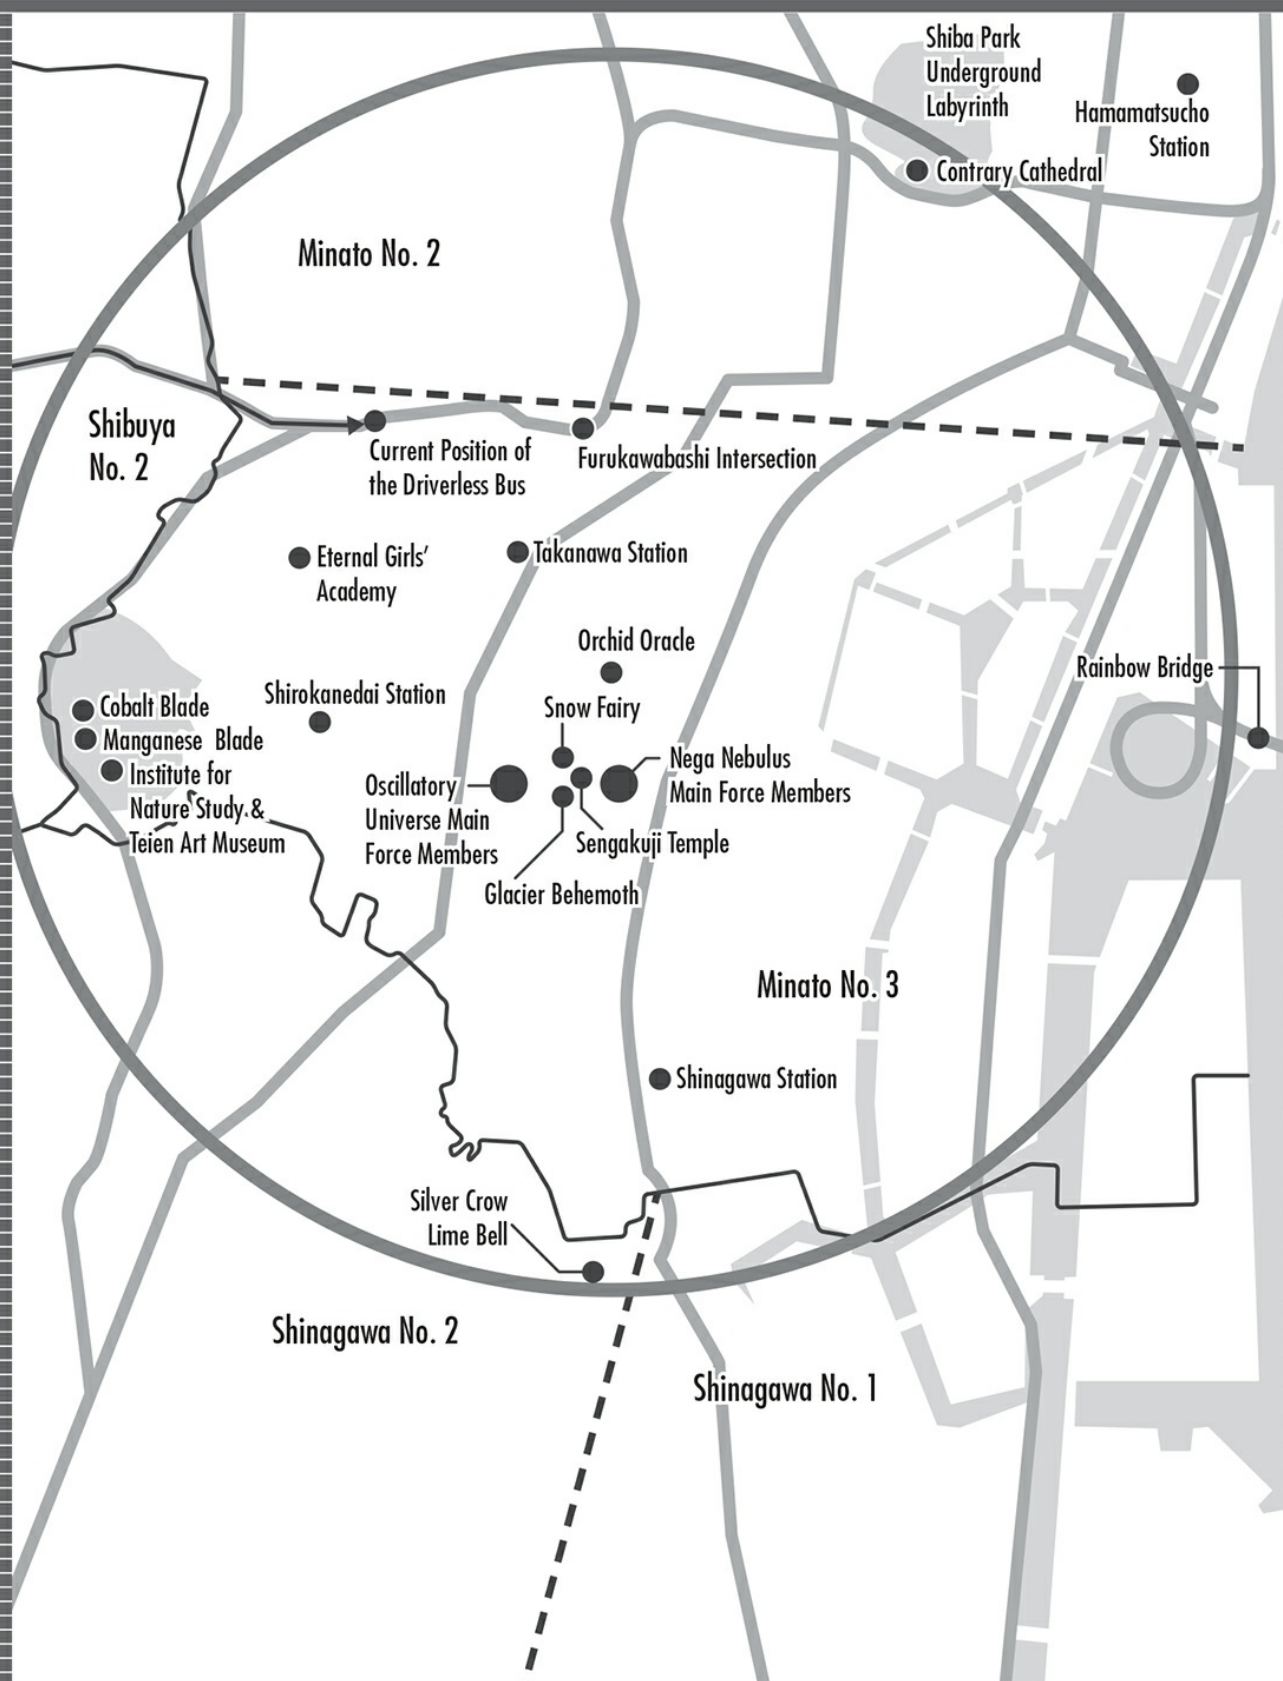 Shiba Park
Underground
Labyrinth
Hamamatsucho
Station
Contrary Cathedral
Minato No. 2
Shibuya
No. 2
Current Position of
the Driverless Bus
Furukawabashi Intersection
Eternal Girls'
Academy
Takanawa Station
Orchid Oracle
Rainbow Bridge
Shirokanedai Station
Snow Fairy
Cobalt Blade
Manganese Blade
Institute for
Nature Study &
Teien Art Museum
Oscillatory
Universe Main
Force Members
Nega Nebulus
Main Force Members
Sengakuji Temple
Glacier Behemoth
Minato No. 3
Shinagawa Station
Silver Crow
Lime Bell
Shinagawa No. 2
Shinagawa No. 1